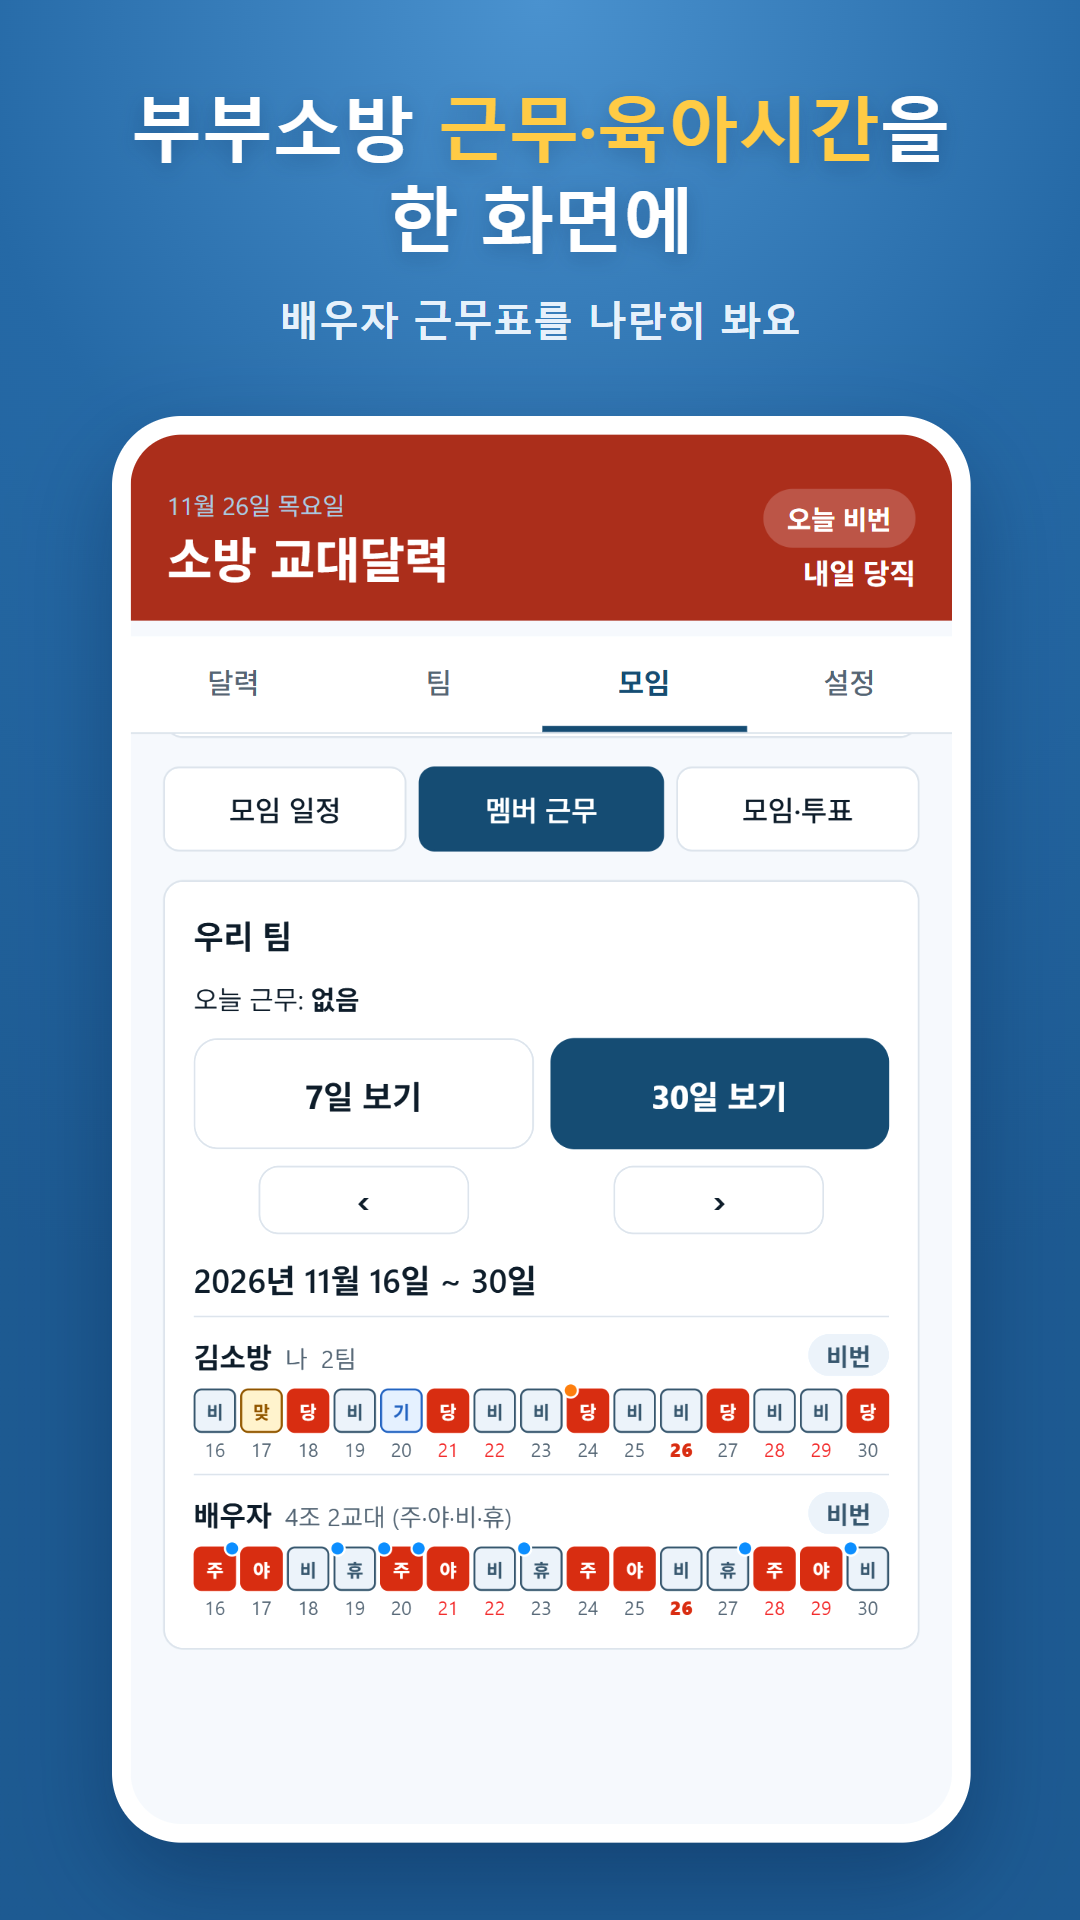 부부소방 근무·육아시간을
한 화면에
배우자 근무표를 나란히 봐요
11월 26일 목요일
소방 교대달력
오늘 비번
내일 당직
달력 팀 모임 설정
모임 일정 멤버 근무 모임·투표
우리 팀
오늘 근무: 없음
7일 보기 30일 보기
‹ ›
2026년 11월 16일 ~ 30일
김소방 나 2팀 비번
비 맞 당 비 기 당 비 비 당 비 비 당 비 비 당
16 17 18 19 20 21 22 23 24 25 26 27 28 29 30
배우자 4조 2교대 (주·야·비·휴) 비번
주 야 비 휴 주 야 비 휴 주 야 비 휴 주 야 비
16 17 18 19 20 21 22 23 24 25 26 27 28 29 30